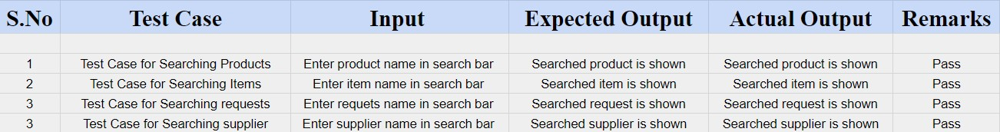 S.No Test Case Input Expected Output Actual Output Remarks
1 Test Case for Searching Products Enter product name in search bar Searched product is shown Searched product is shown Pass
2 Test Case for Searching Items Enter item name in search bar Searched item is shown Searched item is shown Pass
3 Test Case for Searching requests Enter requets name in search bar Searched request is shown Searched request is shown Pass
3 Test Case for Searching supplier Enter supplier name in search bar Searched supplier is shown Searched supplier is shown Pass